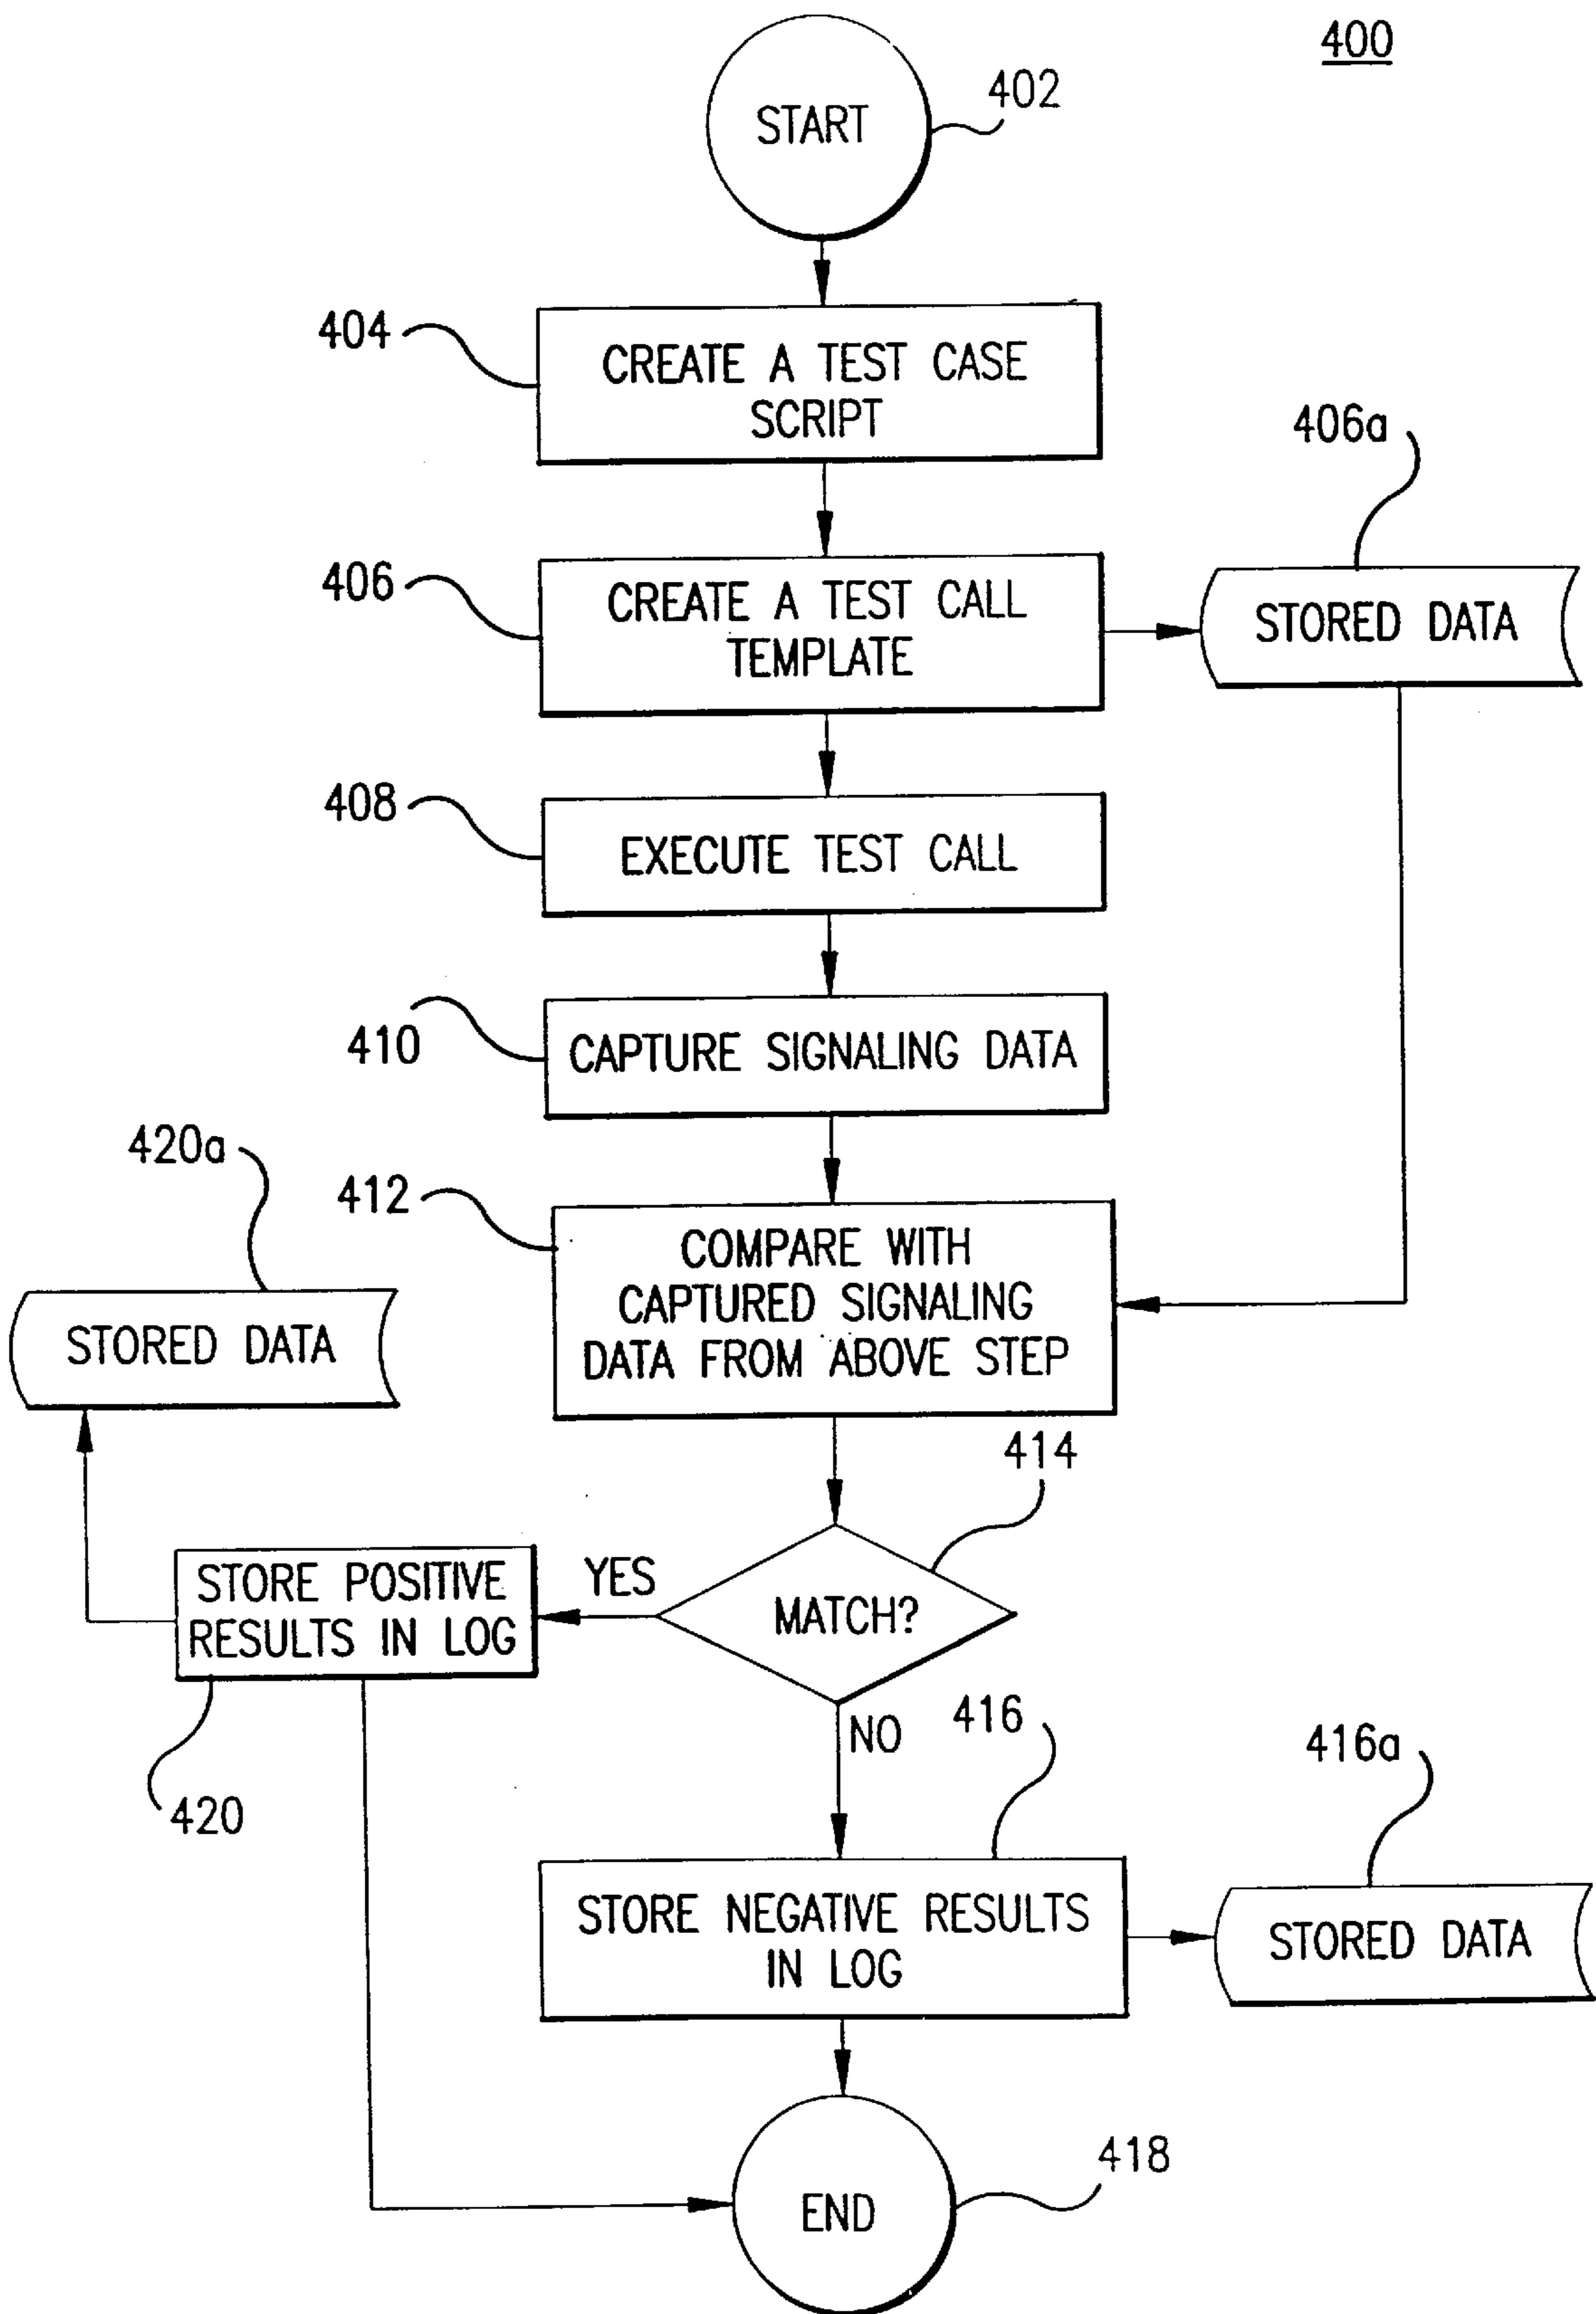 400
START
402
404
CREATE A TEST CASE
SCRIPT
406a
406
CREATE A TEST CALL
TEMPLATE
STORED DATA
408
EXECUTE TEST CALL
410
CAPTURE SIGNALING DATA
420a
412
COMPARE WITH
CAPTURED SIGNALING
DATA FROM ABOVE STEP
STORED DATA
414
STORE POSITIVE
RESULTS IN LOG
YES
MATCH?
NO
416
416a
420
STORE NEGATIVE RESULTS
IN LOG
STORED DATA
418
END